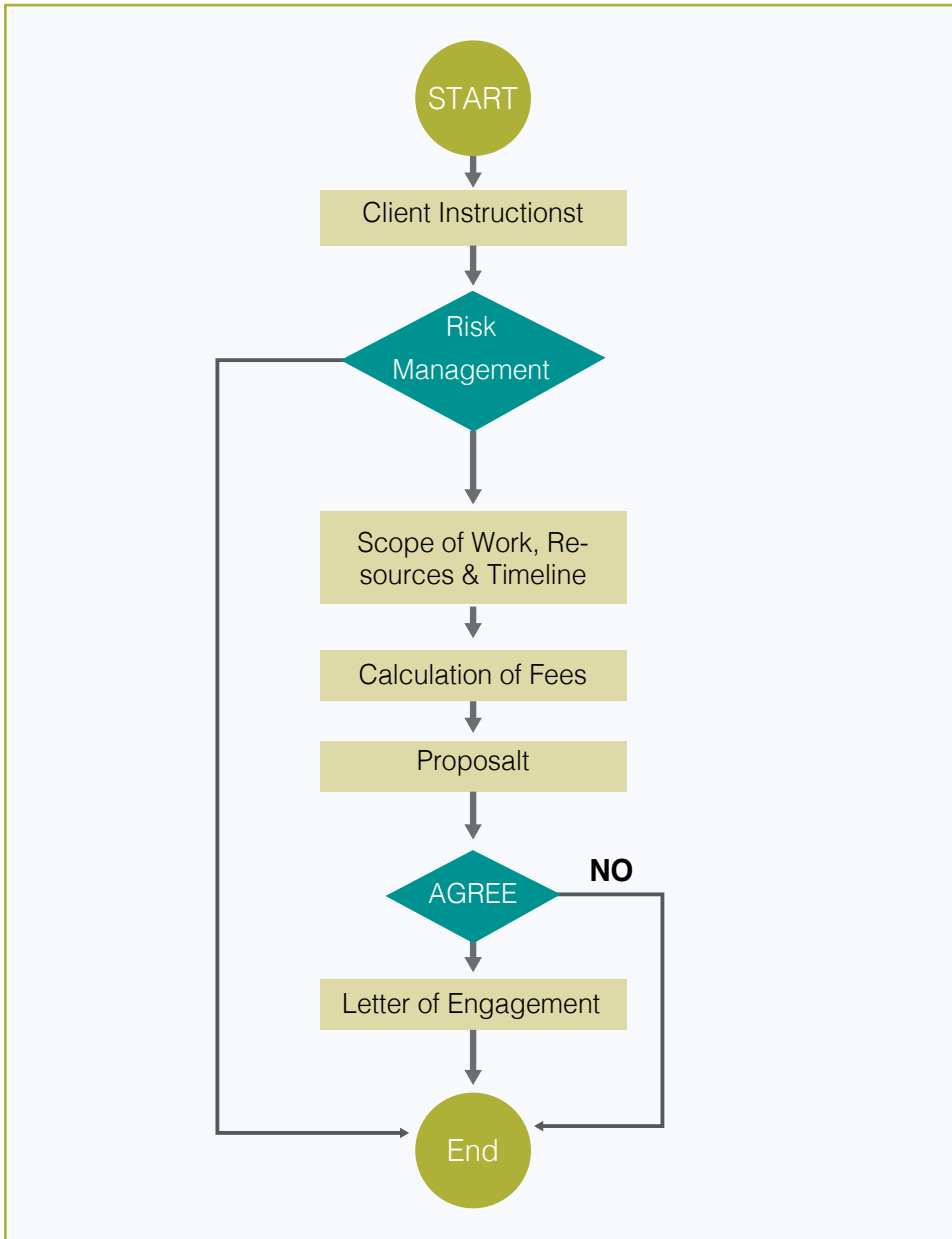 START
Client Instructionst
Risk
Management
Scope of Work, Re-
sources & Timeline
Calculation of Fees
Proposalt
AGREE
NO
Letter of Engagement
End